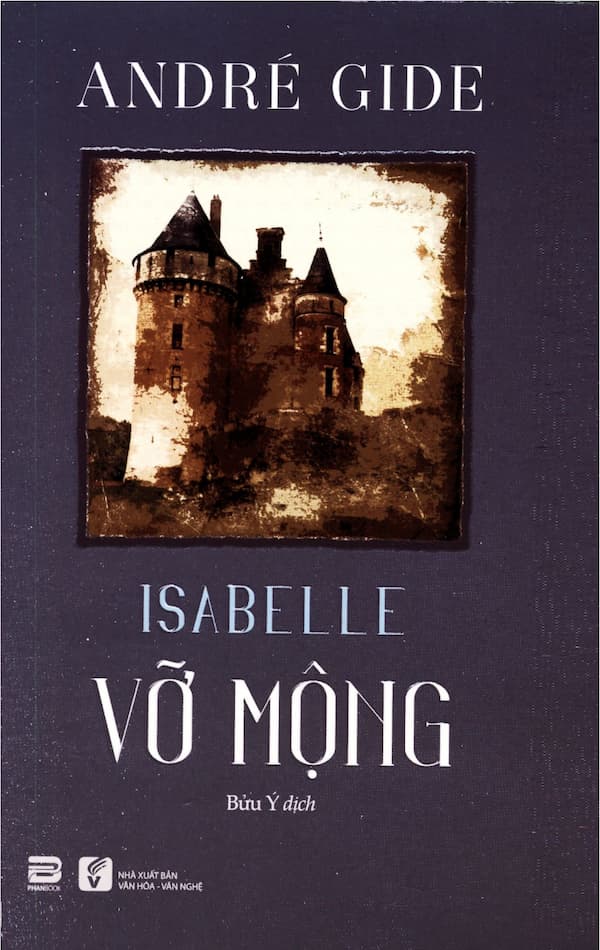 ANDRÉ GIDE
ISABELLE
VỠ MỘNG
Bửu Ý dịch
PHANBOOK
NHÀ XUẤT BẢN
VĂN HÓA - VĂN NGHỆ